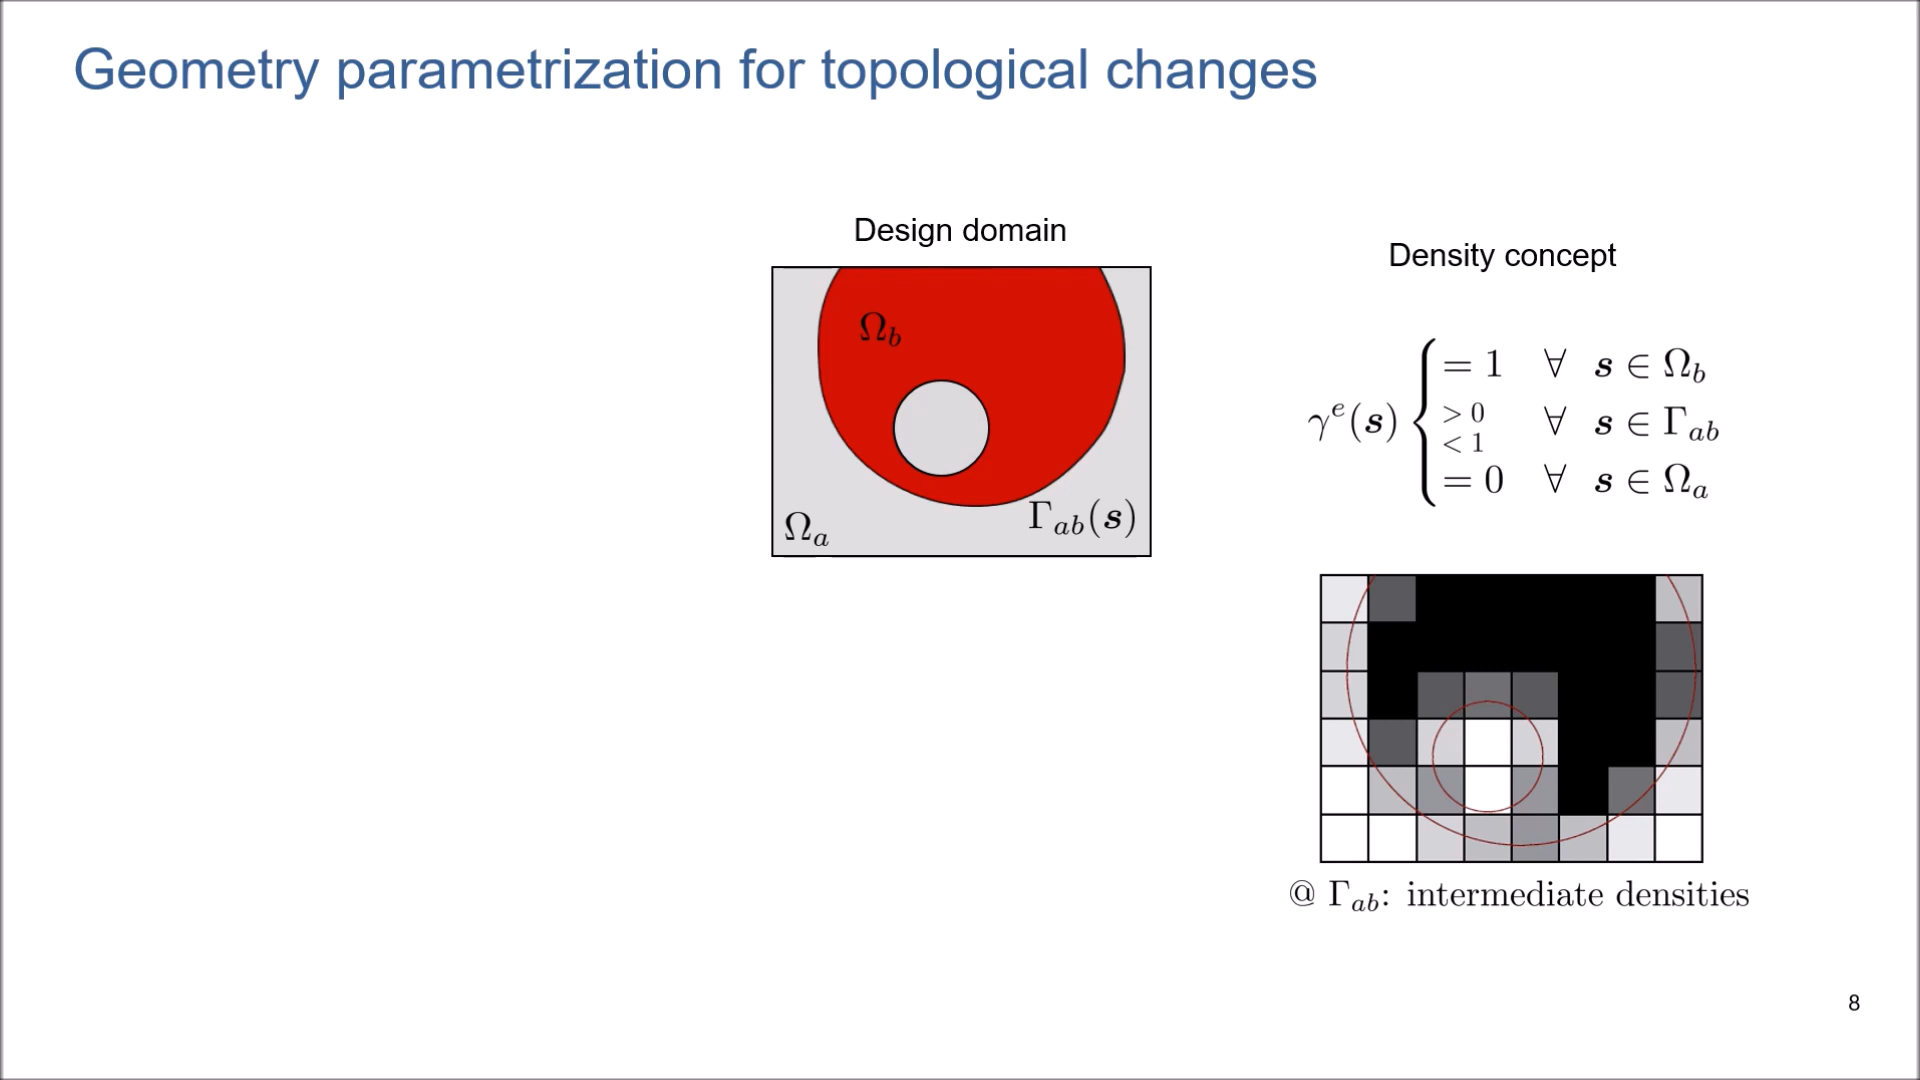 Geometry parametrization for topological changes
Design domain
Ω_b
Ω_a
Γ_ab(s)
Density concept
γ^e(s) { = 1 ∀ s ∈ Ω_b
> 0 < 1 ∀ s ∈ Γ_ab
= 0 ∀ s ∈ Ω_a
@ Γ_ab: intermediate densities
8